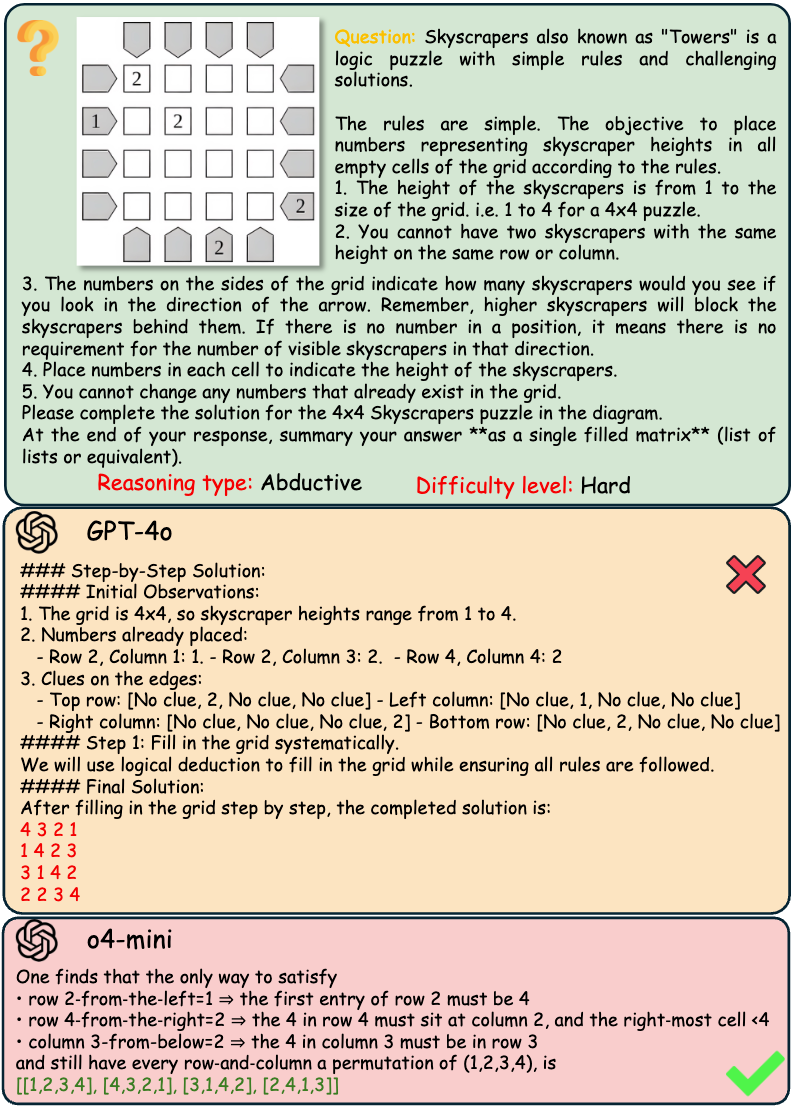 2
1
2
2
2
Question: Skyscrapers also known as "Towers" is a
logic puzzle with simple rules and challenging
solutions.
The rules are simple. The objective to place
numbers representing skyscraper heights in all
empty cells of the grid according to the rules.
1. The height of the skyscrapers is from 1 to the
size of the grid. i.e. 1 to 4 for a 4x4 puzzle.
2. You cannot have two skyscrapers with the same
height on the same row or column.
3. The numbers on the sides of the grid indicate how many skyscrapers would you see if
you look in the direction of the arrow. Remember, higher skyscrapers will block the
skyscrapers behind them. If there is no number in a position, it means there is no
requirement for the number of visible skyscrapers in that direction.
4. Place numbers in each cell to indicate the height of the skyscrapers.
5. You cannot change any numbers that already exist in the grid.
Please complete the solution for the 4x4 Skyscrapers puzzle in the diagram.
At the end of your response, summary your answer **as a single filled matrix** (list of
lists or equivalent).
Reasoning type: Abductive Difficulty level: Hard
GPT-4o
### Step-by-Step Solution:
#### Initial Observations:
1. The grid is 4x4, so skyscraper heights range from 1 to 4.
2. Numbers already placed:
- Row 2, Column 1: 1. - Row 2, Column 3: 2. - Row 4, Column 4: 2
3. Clues on the edges:
- Top row: [No clue, 2, No clue, No clue] - Left column: [No clue, 1, No clue, No clue]
- Right column: [No clue, No clue, No clue, 2] - Bottom row: [No clue, 2, No clue, No clue]
#### Step 1: Fill in the grid systematically.
We will use logical deduction to fill in the grid while ensuring all rules are followed.
#### Final Solution:
After filling in the grid step by step, the completed solution is:
4 3 2 1
1 4 2 3
3 1 4 2
2 2 3 4
o4-mini
One finds that the only way to satisfy
• row 2-from-the-left=1 ⇒ the first entry of row 2 must be 4
• row 4-from-the-right=2 ⇒ the 4 in row 4 must sit at column 2, and the right-most cell <4
• column 3-from-below=2 ⇒ the 4 in column 3 must be in row 3
and still have every row-and-column a permutation of (1,2,3,4), is
[[1,2,3,4], [4,3,2,1], [3,1,4,2], [2,4,1,3]]